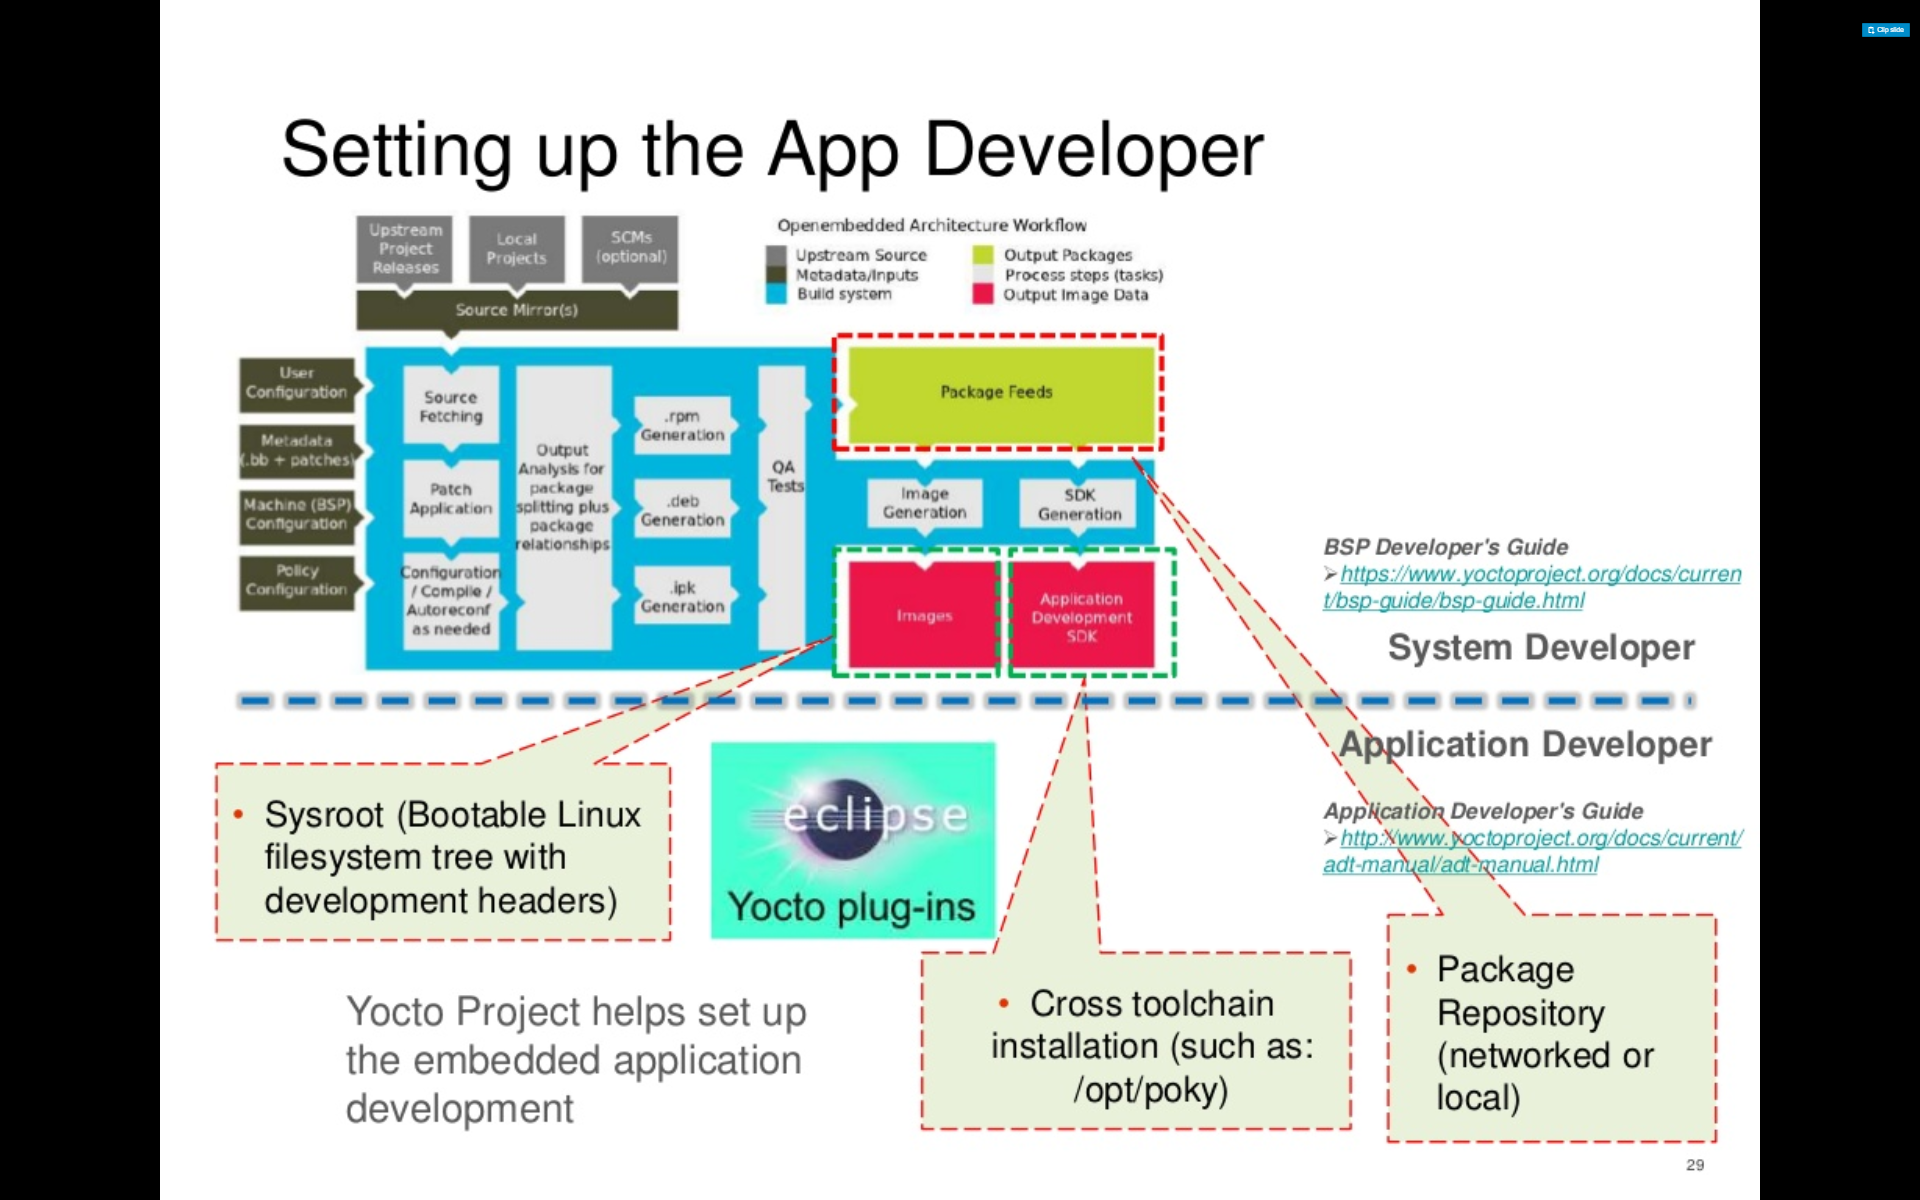 Clip slide
Setting up the App Developer
Upstream
Project
Releases
Local
Projects
SCMs
(optional)
Source Mirror(s)
Openembedded Architecture Workflow
Upstream Source
Metadata/Inputs
Build system
Output Packages
Process steps (tasks)
Output Image Data
User
Configuration
Metadata
(.bb + patches)
Machine (BSP)
Configuration
Policy
Configuration
Source
Fetching
Patch
Application
Configuration
/ Compile /
Autoreconf
as needed
Output
Analysis for
package
splitting plus
package
relationships
.rpm
Generation
.deb
Generation
.ipk
Generation
QA
Tests
Package Feeds
Image
Generation
SDK
Generation
Images
Application
Development
SDK
BSP Developer's Guide
➢https://www.yoctoproject.org/docs/curren
t/bsp-guide/bsp-guide.html
System Developer
Application Developer
Application Developer's Guide
➢http://www.yoctoproject.org/docs/current/
adt-manual/adt-manual.html
• Sysroot (Bootable Linux
filesystem tree with
development headers)
eclipse
Yocto plug-ins
Yocto Project helps set up
the embedded application
development
• Cross toolchain
installation (such as:
/opt/poky)
• Package
Repository
(networked or
local)
29